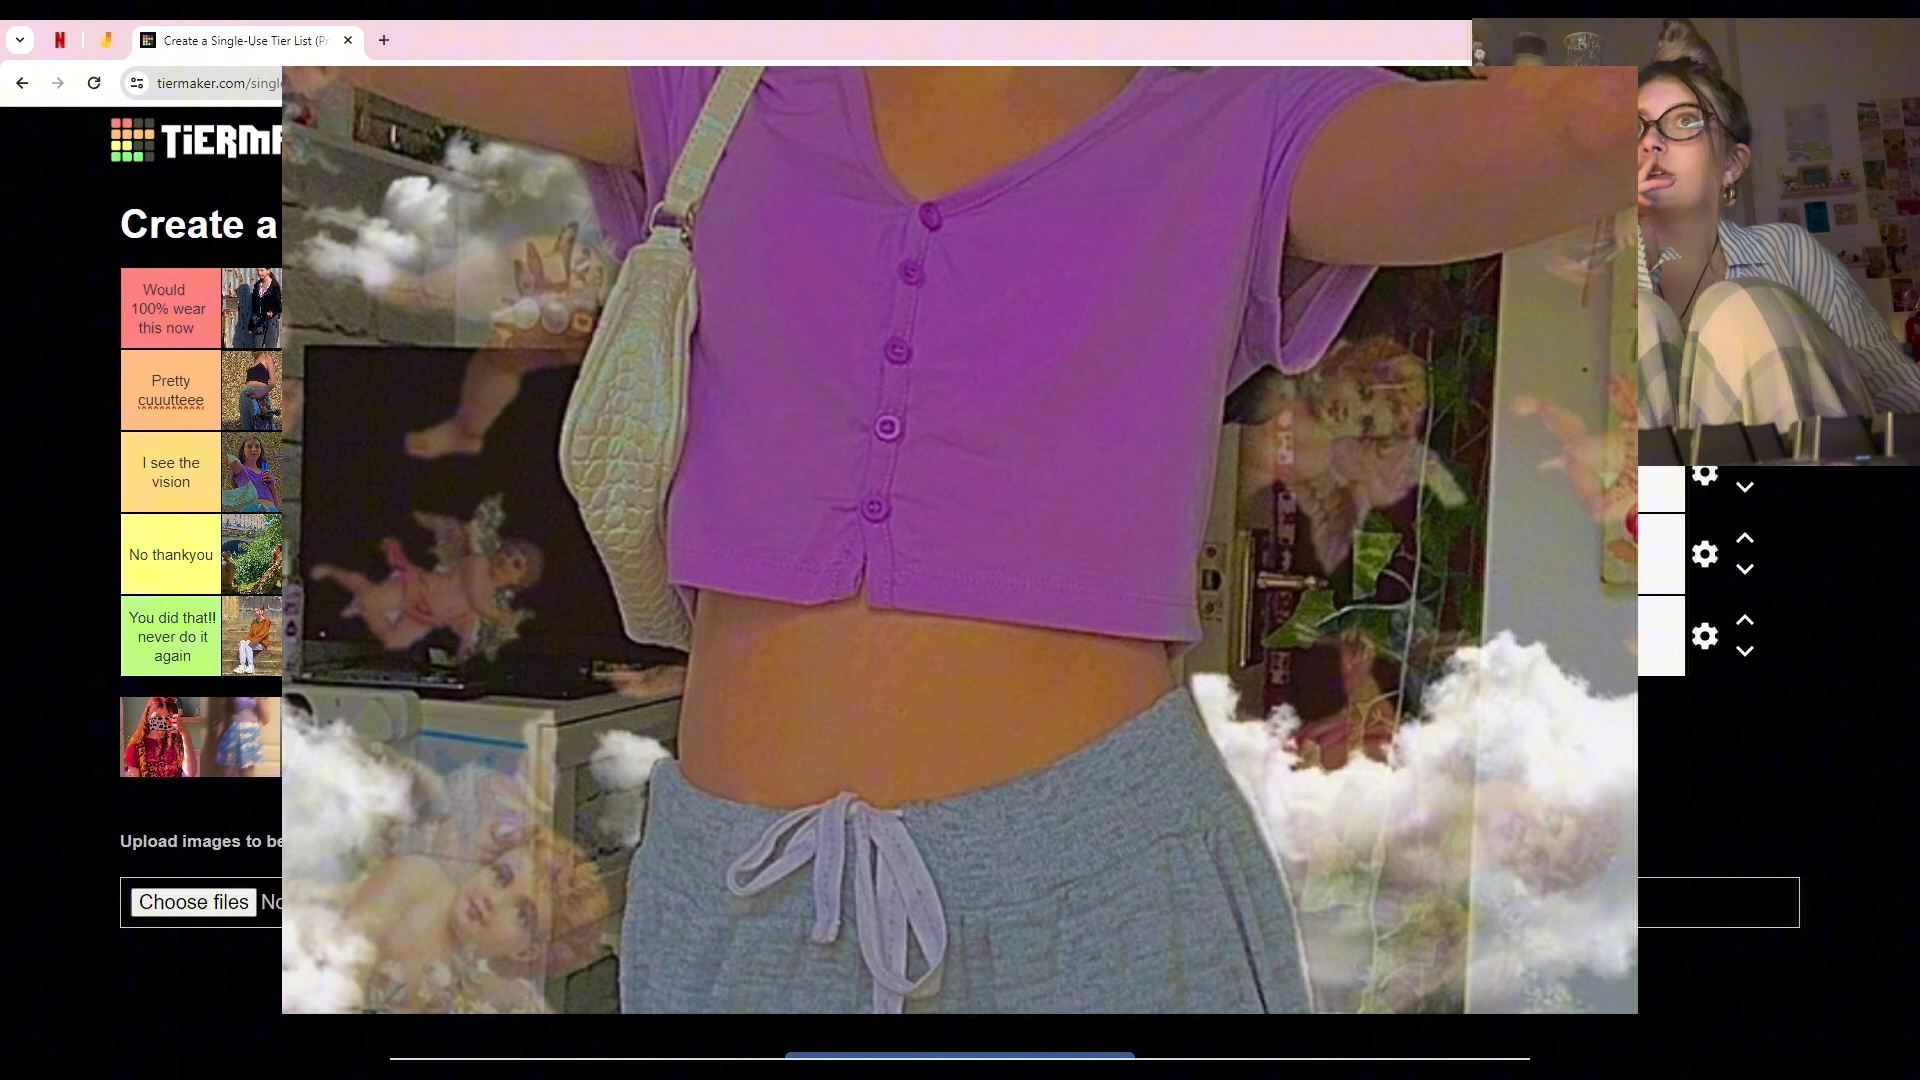 Create a Single-Use Tier List (Pr
tiermaker.com/singl
TiERM
Create a
Would
100% wear
this now
Pretty
cuuutteee
I see the
vision
No thankyou
You did that!!
never do it
again
Upload images to be
Choose files No